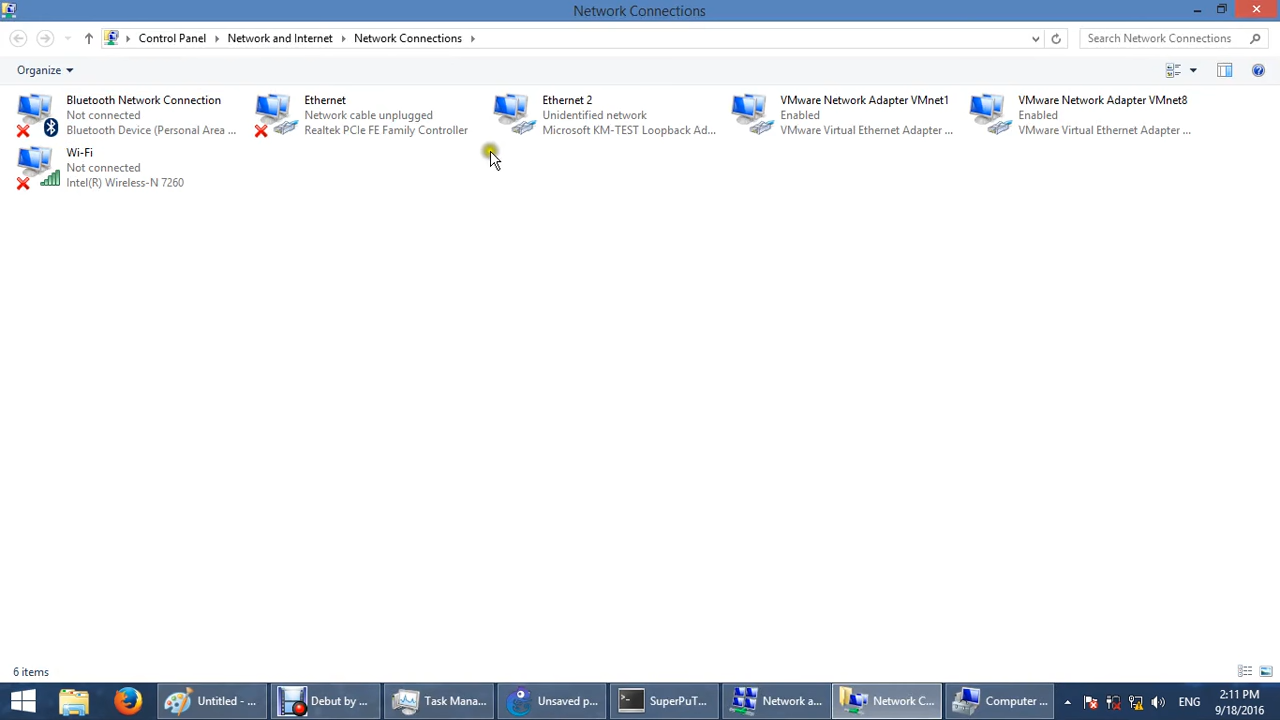 Network Connections
Control Panel
Network and Internet
Network Connections
Search Network Connections
Organize
Bluetooth Network Connection
Not connected
Bluetooth Device (Personal Area ...
Ethernet
Network cable unplugged
Realtek PCIe FE Family Controller
Ethernet 2
Unidentified network
Microsoft KM-TEST Loopback Ad...
VMware Network Adapter VMnet1
Enabled
VMware Virtual Ethernet Adapter ...
VMware Network Adapter VMnet8
Enabled
VMware Virtual Ethernet Adapter ...
Wi-Fi
Not connected
Intel(R) Wireless-N 7260
6 items
Untitled - ...
Debut by ...
Task Mana...
Unsaved p...
SuperPuT...
Network a...
Network C...
Computer ...
ENG
2:11 PM
9/18/2016